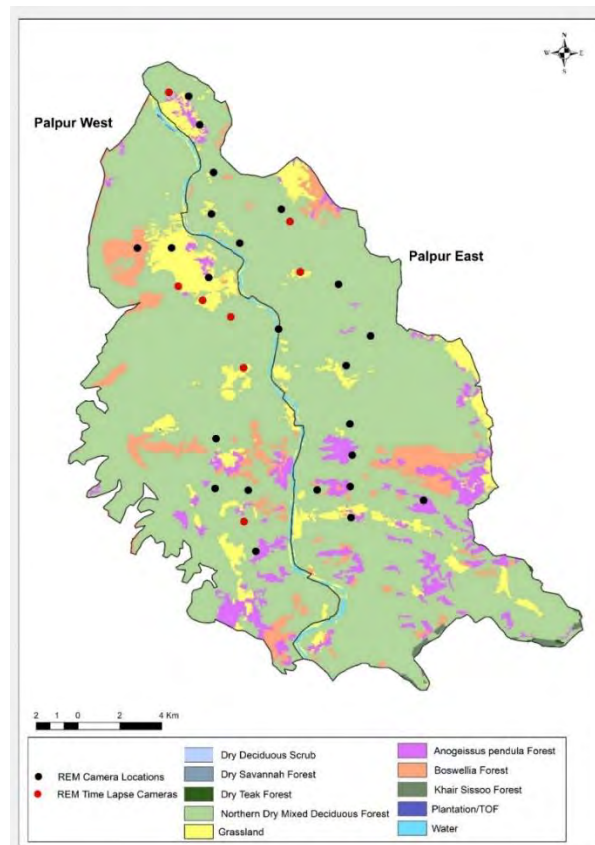 N
W E
S
Palpur West
Palpur East
2 1 0 2 4 Km
REM Camera Locations
REM Time Lapse Cameras
Dry Deciduous Scrub
Dry Savannah Forest
Dry Teak Forest
Northern Dry Mixed Deciduous Forest
Grassland
Anogeissus pendula Forest
Boswellia Forest
Khair Sissoo Forest
Plantation/TOF
Water